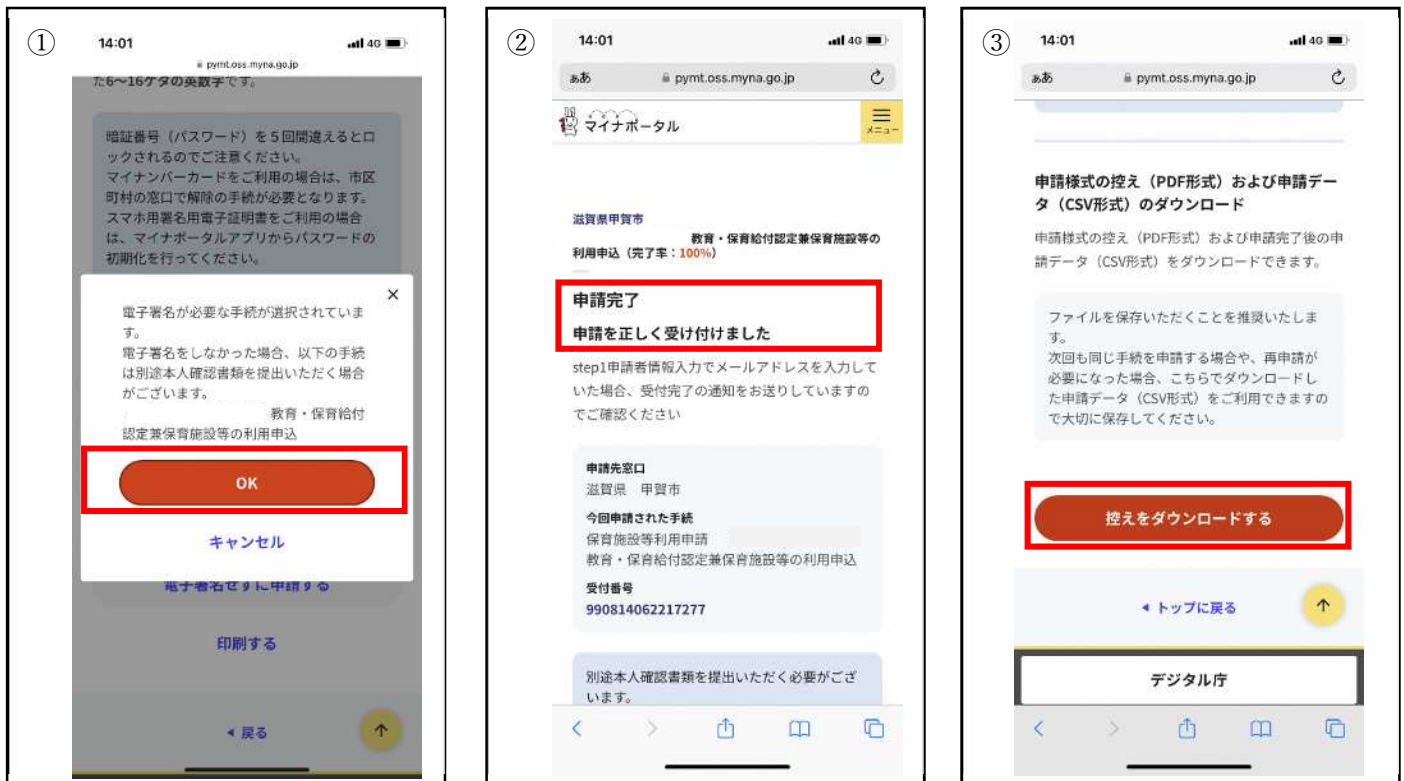 ①
14:01
4G
pymt.oss.myna.go.jp
た6～16ケタの英数字です。
暗証番号（パスワード）を５回間違えるとロ
ックされるのでご注意ください。
マイナンバーカードをご利用の場合は、市区
町村の窓口で解除の手続が必要となります。
スマホ用署名用電子証明書をご利用の場合
は、マイナポータルアプリからパスワードの
初期化を行ってください。
×
電子署名が必要な手続が選択されていま
す。
電子署名をしなかった場合、以下の手続
は別途本人確認書類を提出いただく場合
がございます。
教育・保育給付
認定兼保育施設等の利用申込
OK
キャンセル
電子署名せずに申請する
印刷する
戻る
②
14:01
4G
ぁあ
pymt.oss.myna.go.jp
マイナポータル
メニュー
滋賀県甲賀市
教育・保育給付認定兼保育施設等の
利用申込（完了率：100%）
申請完了
申請を正しく受け付けました
step1申請者情報入力でメールアドレスを入力して
いた場合、受付完了の通知をお送りしていますの
でご確認ください
申請先窓口
滋賀県　甲賀市
今回申請された手続
保育施設等利用申請
教育・保育給付認定兼保育施設等の利用申込
受付番号
990814062217277
別途本人確認書類を提出いただく必要がござ
います。
③
14:01
4G
ぁあ
pymt.oss.myna.go.jp
申請様式の控え（PDF形式）および申請デー
タ（CSV形式）のダウンロード
申請様式の控え（PDF形式）および申請完了後の申
請データ（CSV形式）をダウンロードできます。
ファイルを保存いただくことを推奨いたしま
す。
次回も同じ手続を申請する場合や、再申請が
必要になった場合、こちらでダウンロードし
た申請データ（CSV形式）をご利用できますの
で大切に保存してください。
控えをダウンロードする
トップに戻る
デジタル庁